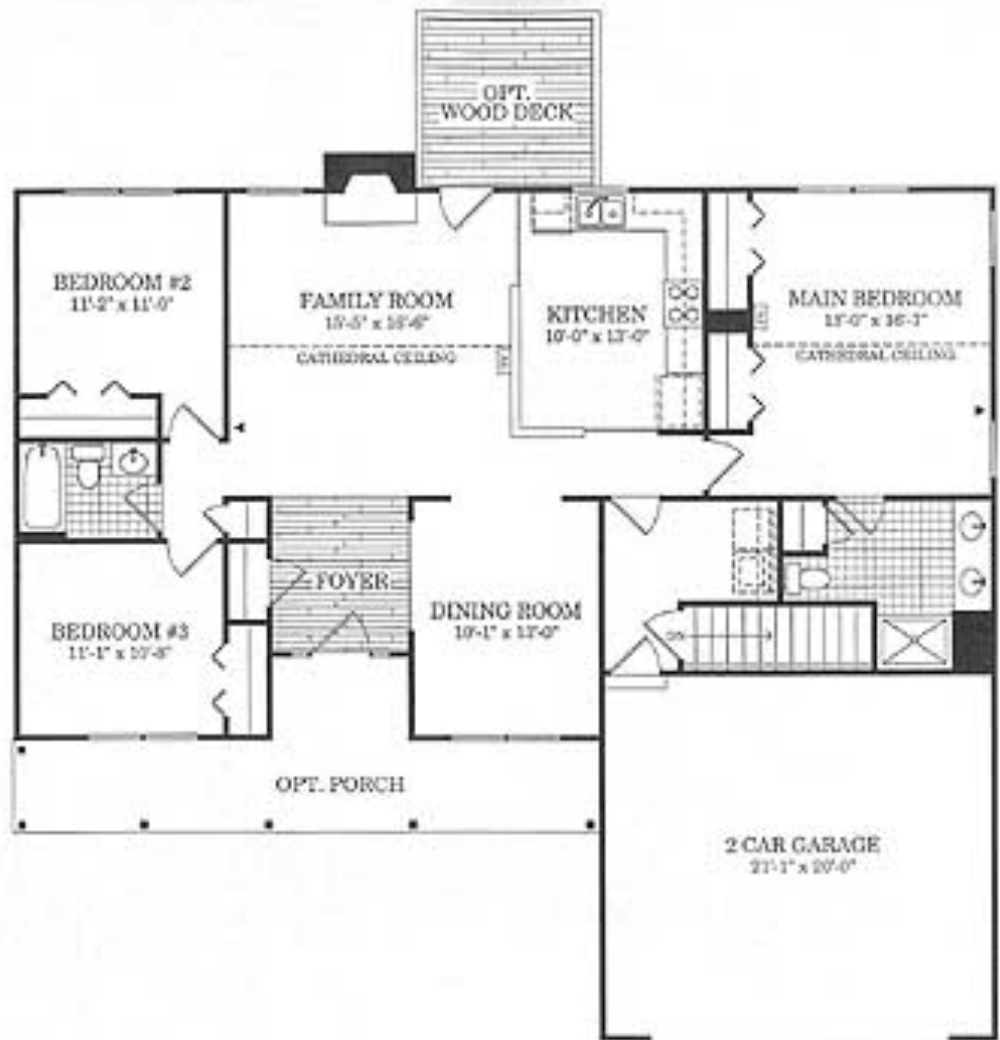 OPT.
WOOD DECK
BEDROOM #2
11'-2" x 11'-0"
FAMILY ROOM
15'-5" x 16'-6"
CATHEDRAL CEILING
KITCHEN
10'-0" x 13'-0"
MAIN BEDROOM
13'-0" x 16'-1"
CATHEDRAL CEILING
FOYER
DINING ROOM
10'-1" x 13'-0"
BEDROOM #3
11'-1" x 10'-8"
OPT. PORCH
2 CAR GARAGE
21'-1" x 20'-0"